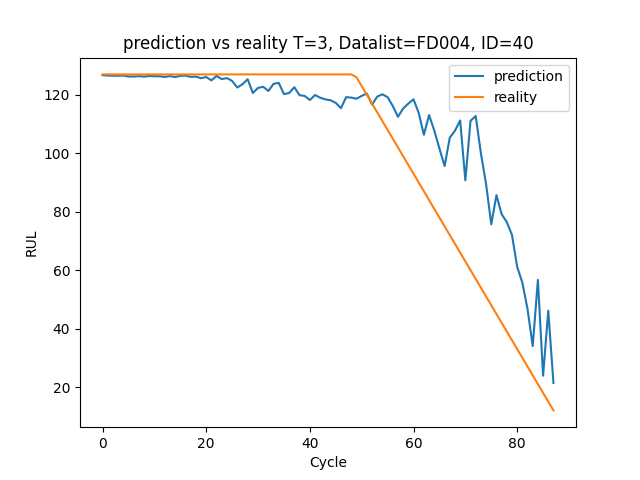 prediction vs reality T=3, Datalist=FD004, ID=40
prediction
reality
120
100
80
60
40
20
RUL
0 20 40 60 80
Cycle